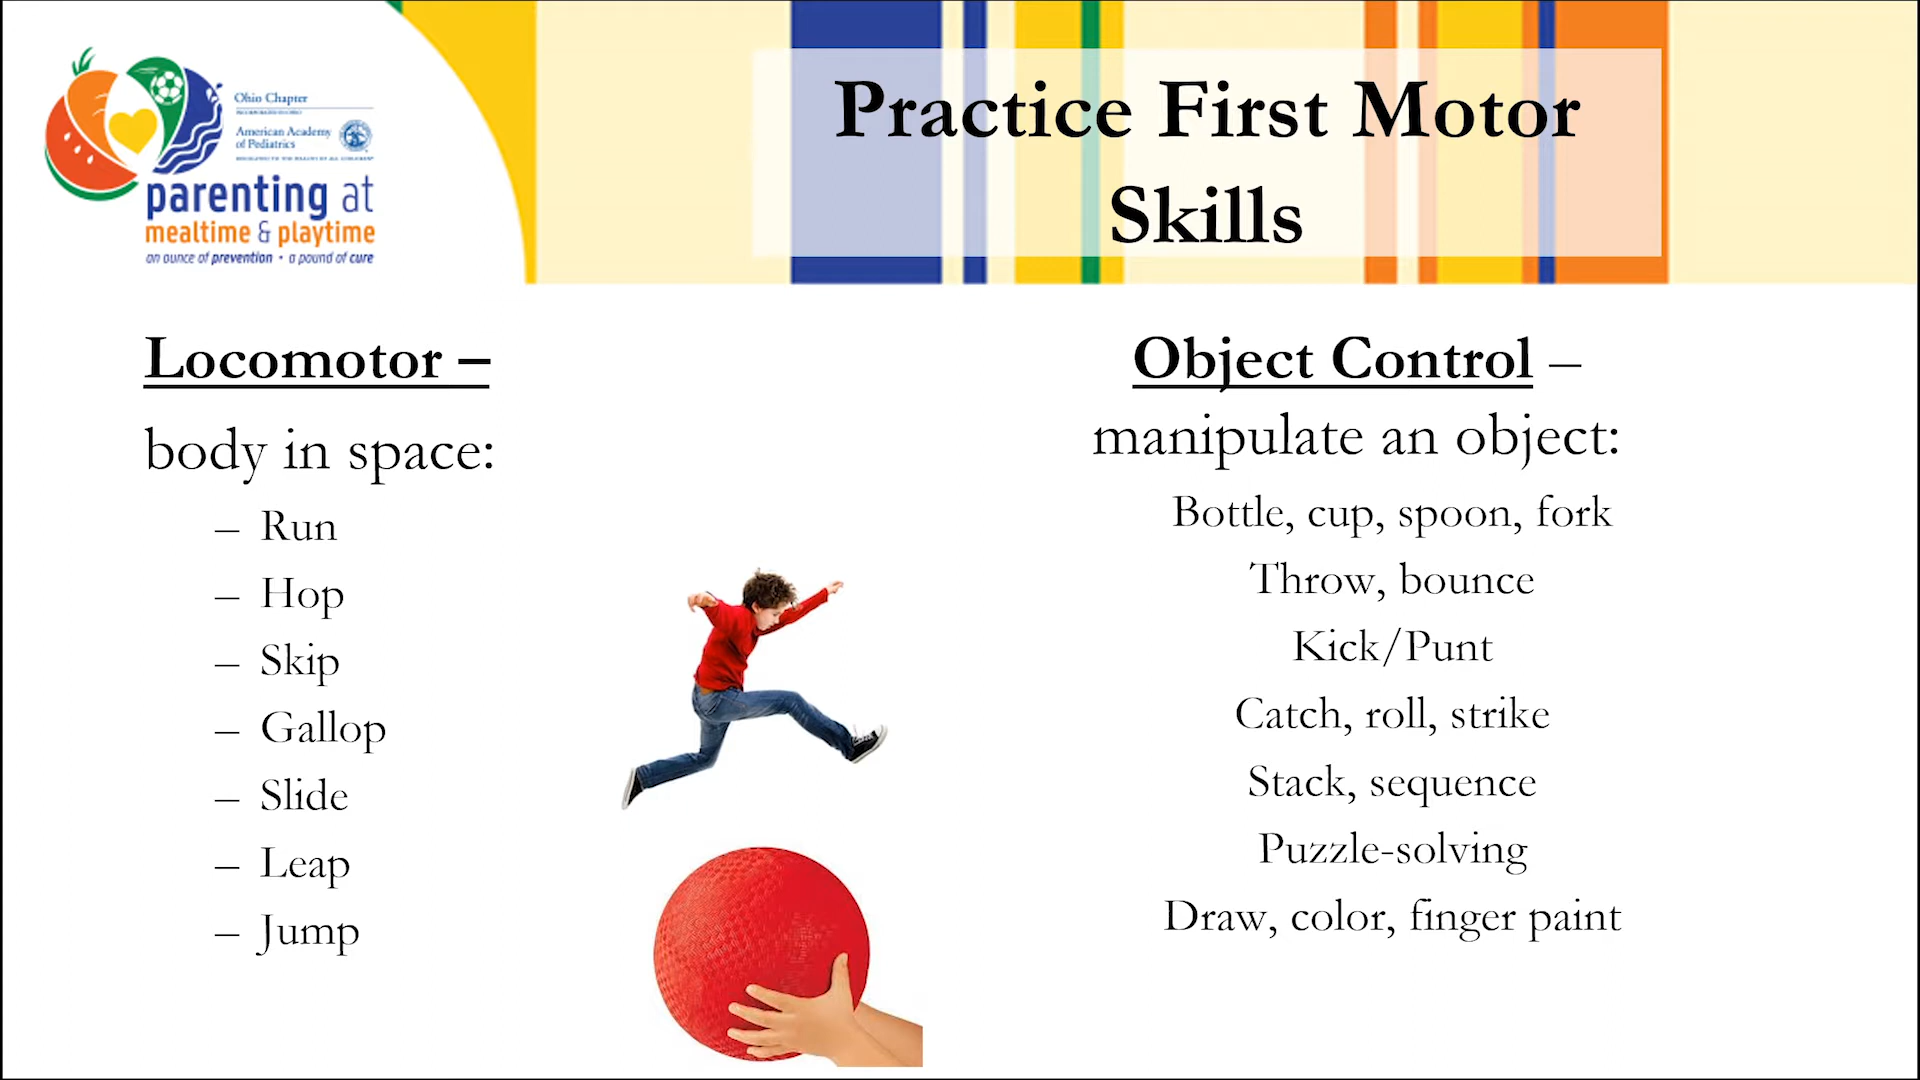 Ohio Chapter
American Academy
of Pediatrics
parenting at
mealtime & playtime
an ounce of prevention • a pound of cure
Practice First Motor
Skills
Locomotor –
body in space:
– Run
– Hop
– Skip
– Gallop
– Slide
– Leap
– Jump
Object Control –
manipulate an object:
Bottle, cup, spoon, fork
Throw, bounce
Kick/Punt
Catch, roll, strike
Stack, sequence
Puzzle-solving
Draw, color, finger paint